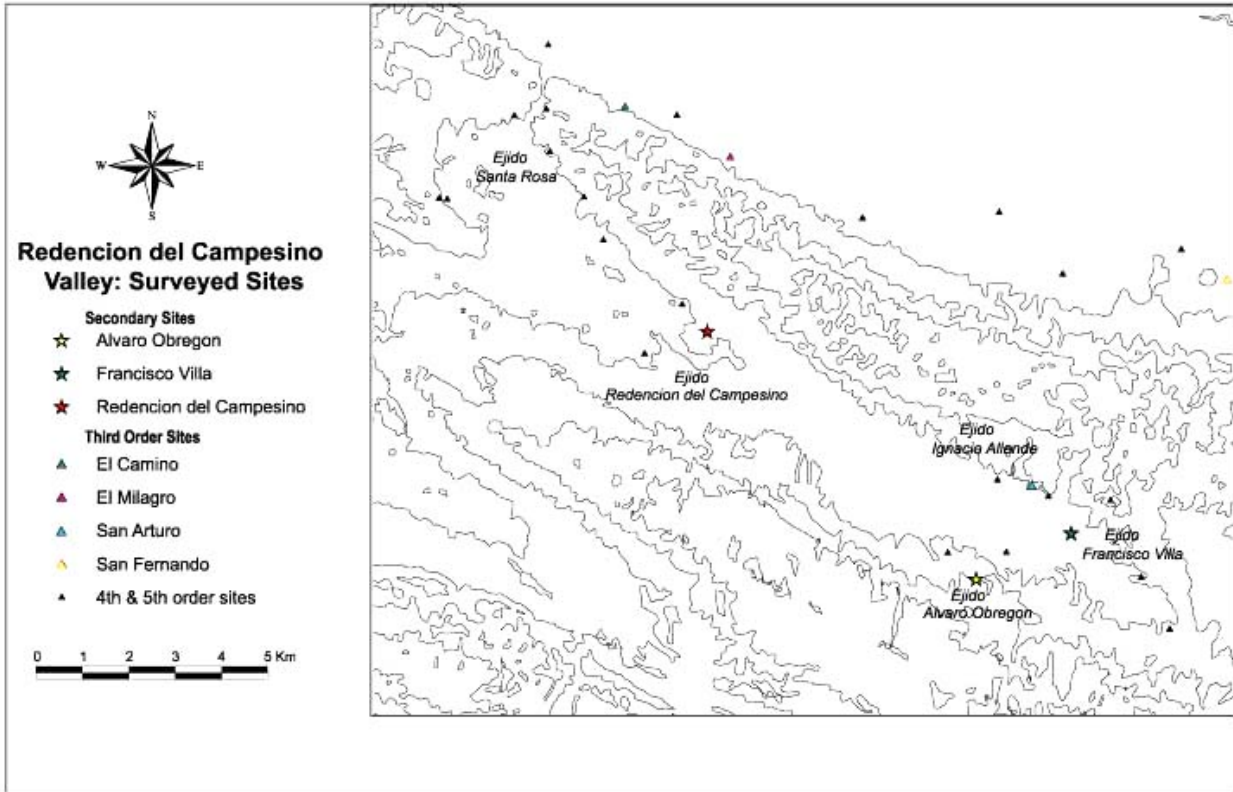 N
W
E
S
Redencion del Campesino
Valley: Surveyed Sites
Secondary Sites
Alvaro Obregon
Francisco Villa
Redencion del Campesino
Third Order Sites
El Camino
El Milagro
San Arturo
San Fernando
4th & 5th order sites
0 1 2 3 4 5 Km
Ejido
Santa Rosa
Ejido
Redencion del Campesino
Ejido
Ignacio Allende
Ejido
Francisco Villa
Ejido
Alvaro Obregon